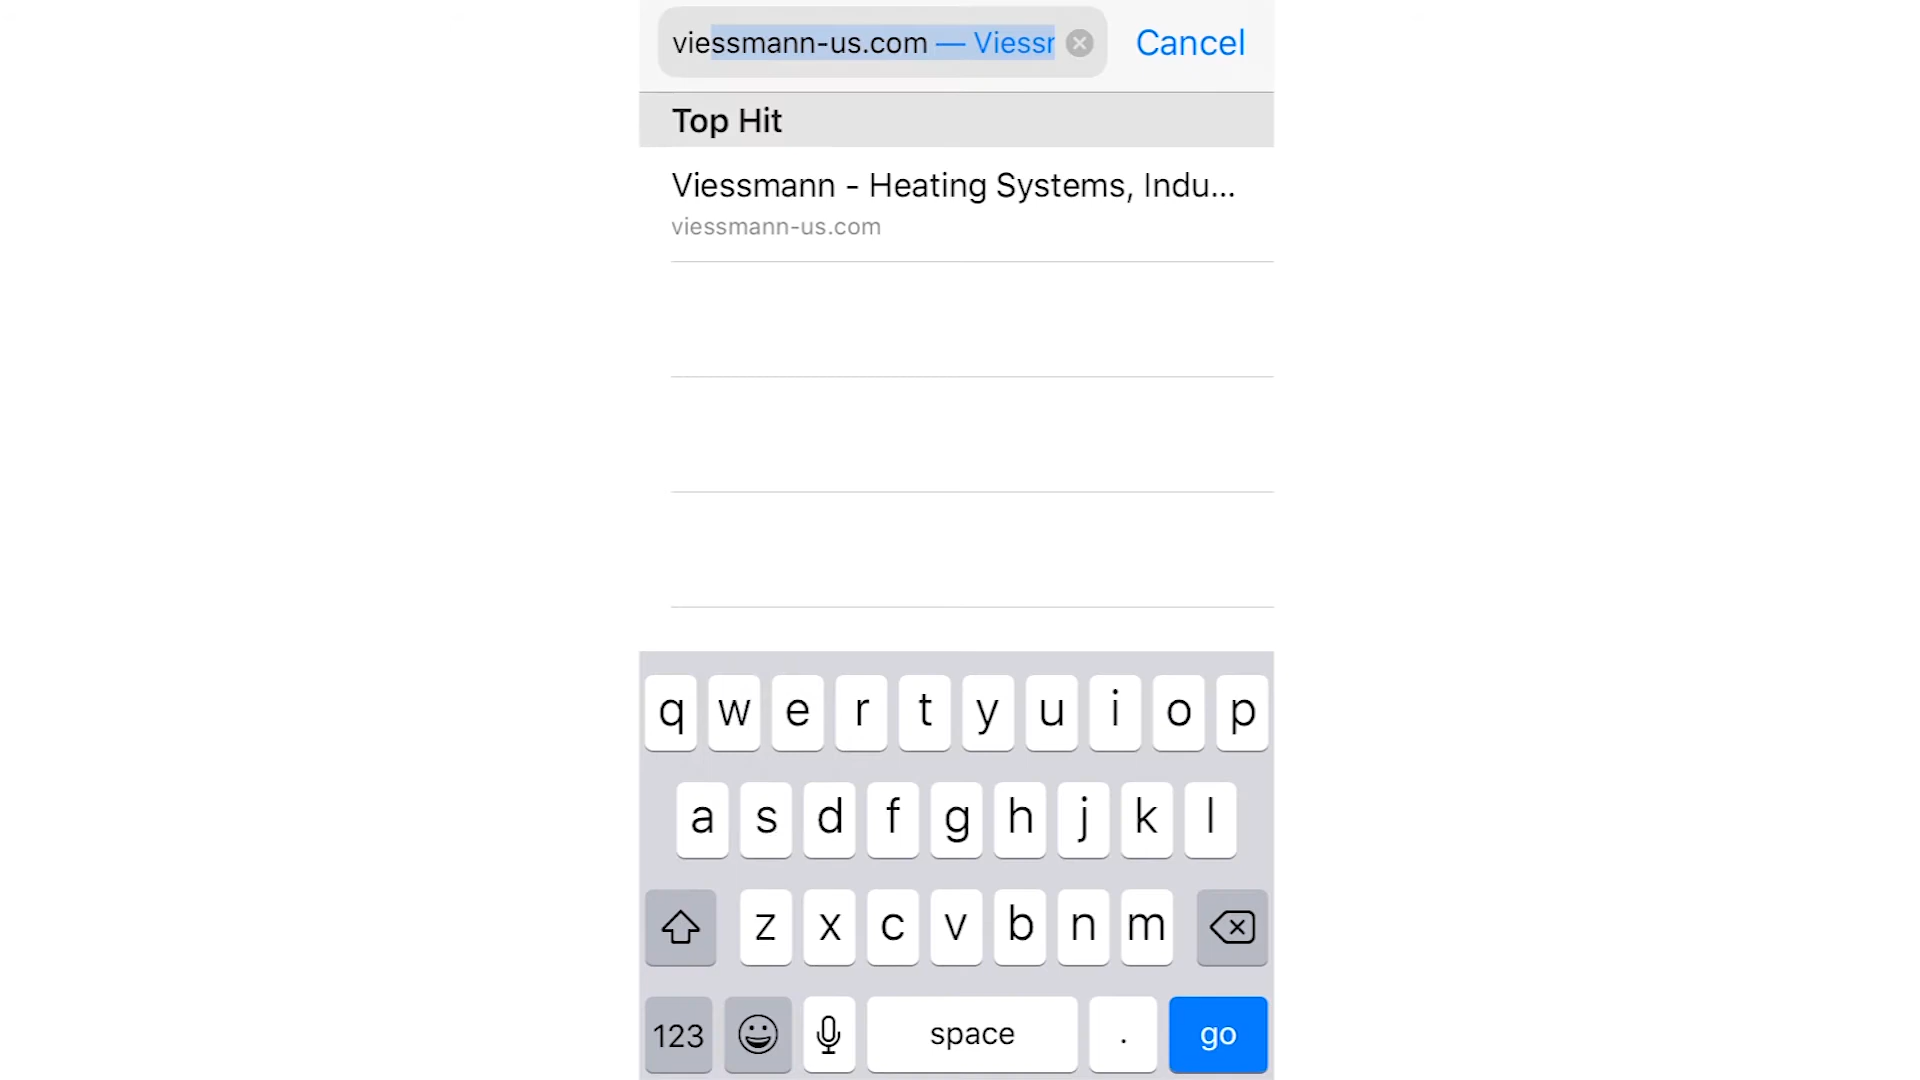 viessmann-us.com — Viessr
Cancel
Top Hit
Viessmann - Heating Systems, Indu...
viessmann-us.com
q w e r t y u i o p
a s d f g h j k l
z x c v b n m
123 space . go